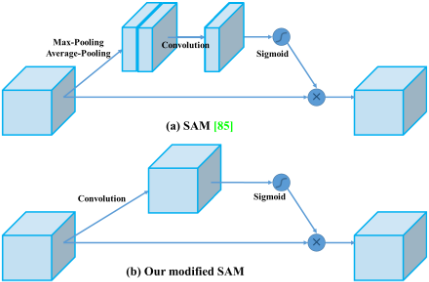 Max-Pooling
Average-Pooling
Convolution
Sigmoid
(a) SAM [85]
Convolution
Sigmoid
(b) Our modified SAM